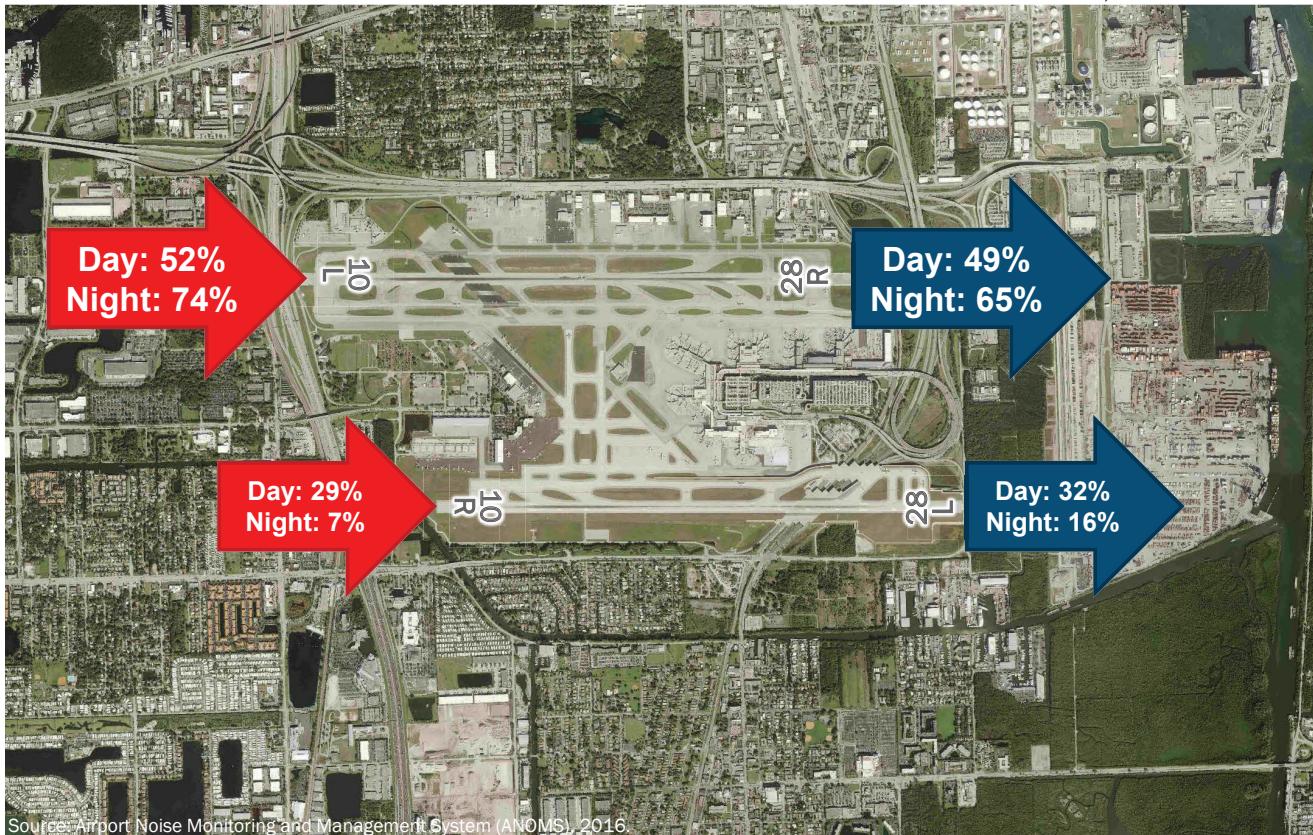 Day: 52%
Night: 74%
10
L
28
R
Day: 49%
Night: 65%
Day: 29%
Night: 7%
10
R
28
L
Day: 32%
Night: 16%
Source: Airport Noise Monitoring and Management System (ANOMS), 2016.